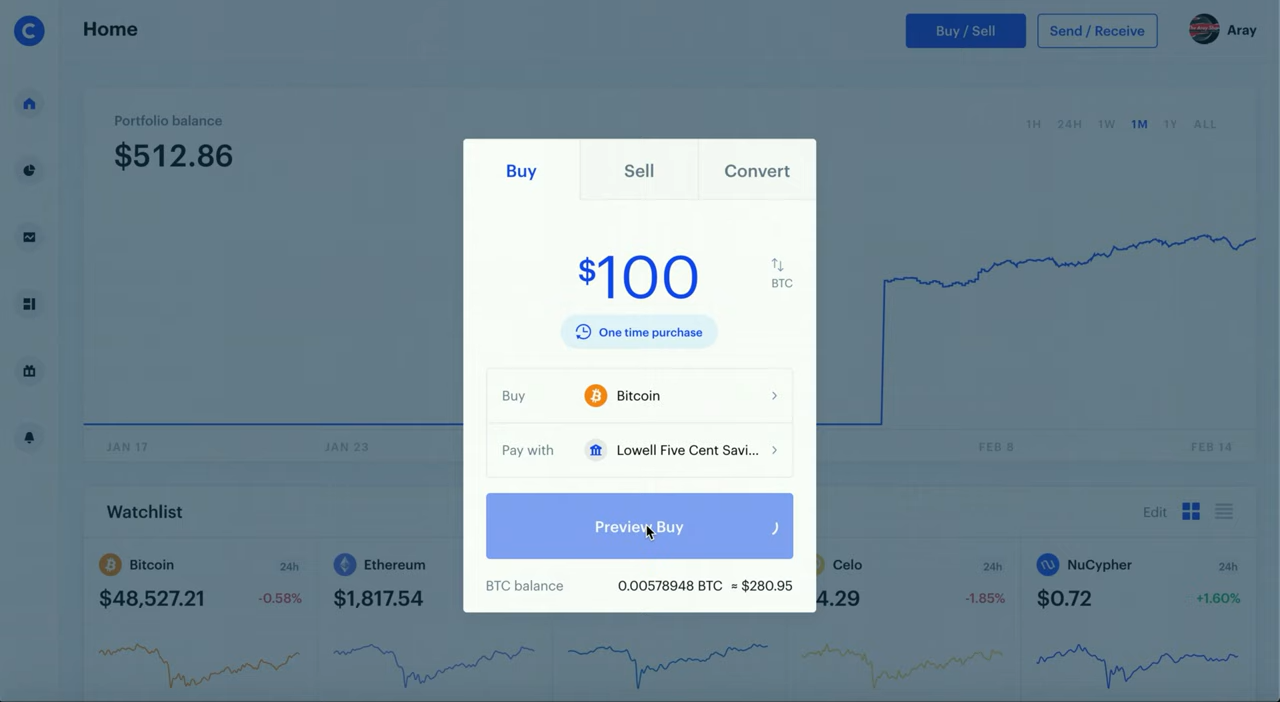 C
Home
Buy / Sell
Send / Receive
Aray
Portfolio balance
$512.86
1H 24H 1W 1M 1Y ALL
Buy
Sell
Convert
$100
BTC
One time purchase
Buy Bitcoin
Pay with Lowell Five Cent Savi...
Preview Buy
BTC balance 0.00578948 BTC ≈ $280.95
JAN 17 JAN 23 FEB 8 FEB 14
Watchlist
Edit
Bitcoin 24h
$48,527.21 -0.58%
Ethereum
$1,817.54
Celo 24h
4.29 -1.85%
NuCypher 24h
$0.72 +1.60%